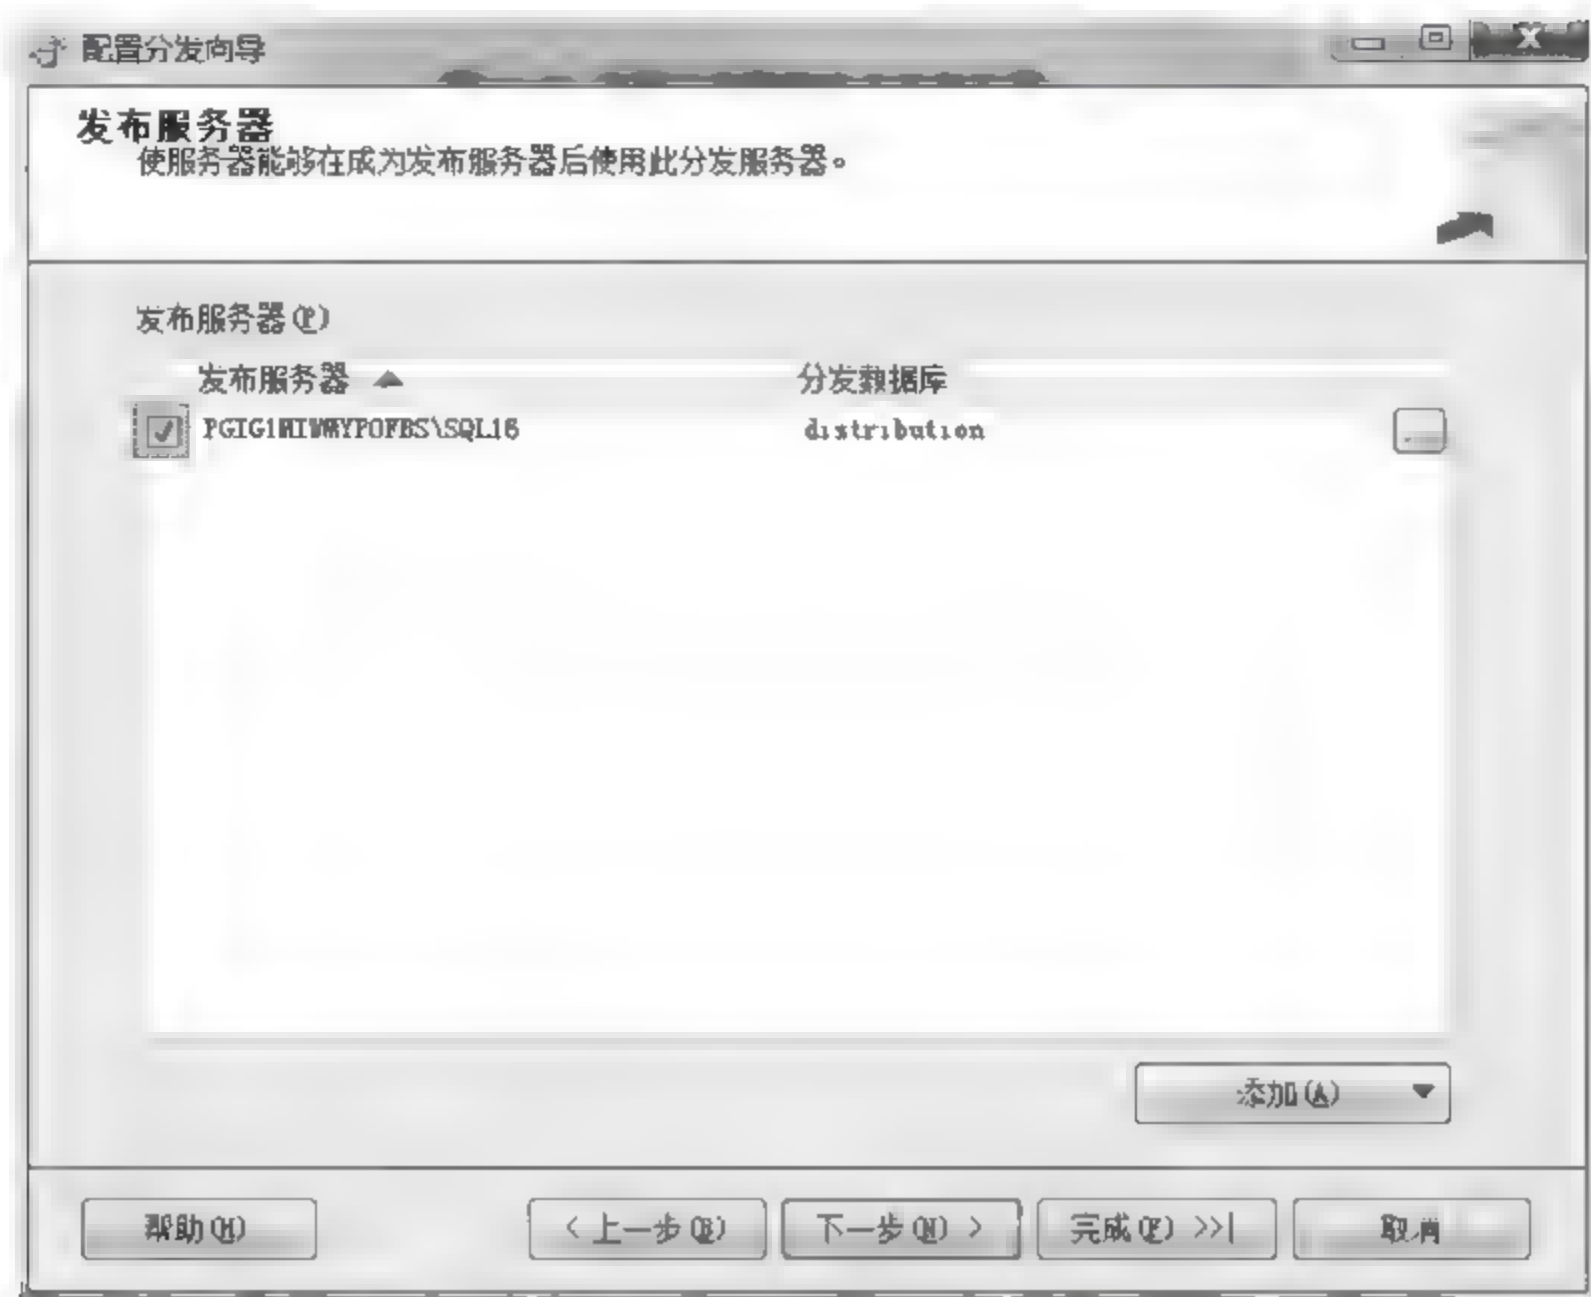 配置分发向导
发布服务器
使服务器能够在成为发布服务器后使用此分发服务器。
发布服务器(P)
发布服务器 分发数据库
\SQL16 distribution
添加(A)
帮助(H) < 上一步(B) 下一步(N) > 完成(F) >>| 取消